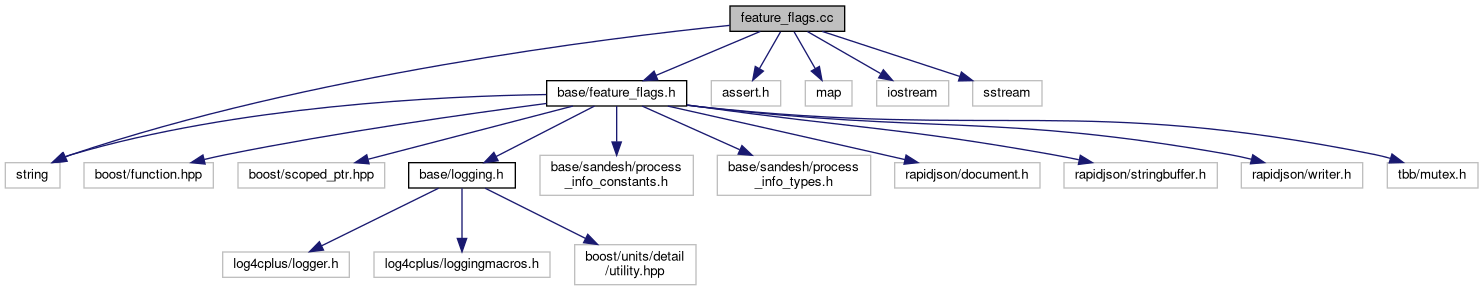 feature_flags.cc
base/feature_flags.h
assert.h
map
iostream
sstream
string
boost/function.hpp
boost/scoped_ptr.hpp
base/logging.h
base/sandesh/process
_info_constants.h
base/sandesh/process
_info_types.h
rapidjson/document.h
rapidjson/stringbuffer.h
rapidjson/writer.h
tbb/mutex.h
log4cplus/logger.h
log4cplus/loggingmacros.h
boost/units/detail
/utility.hpp